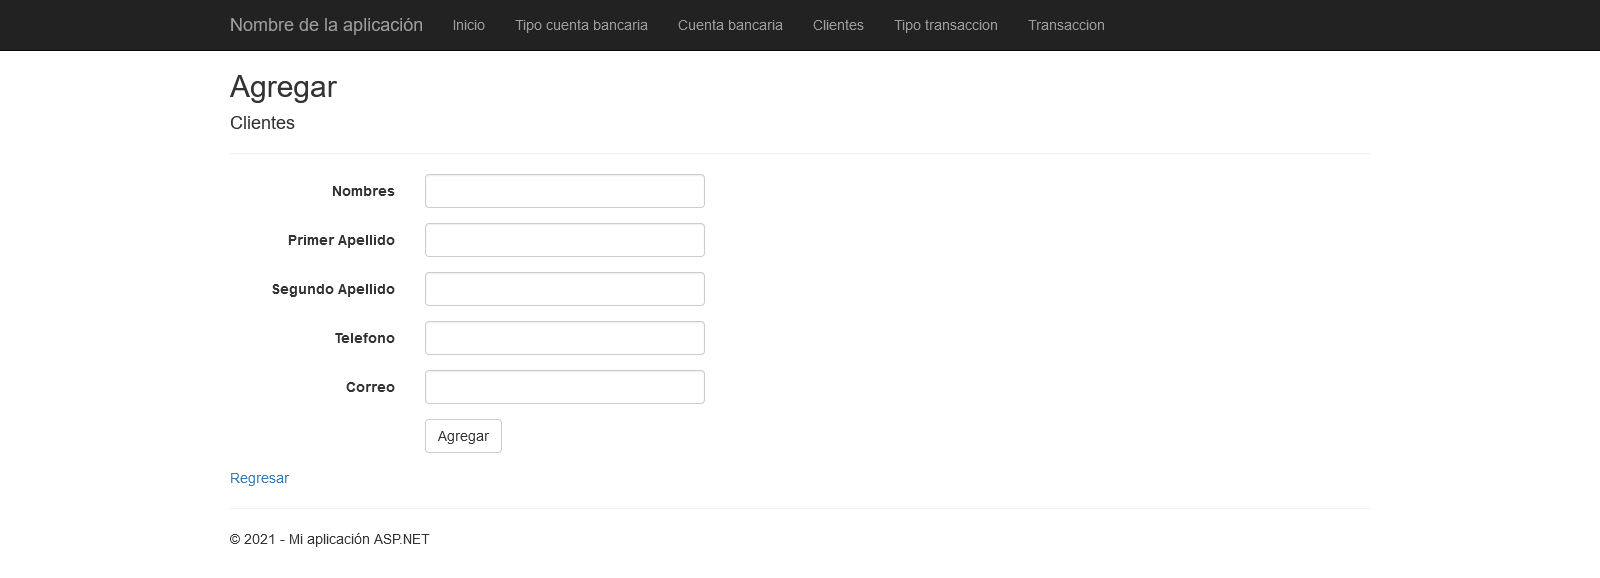 Nombre de la aplicación Inicio Tipo cuenta bancaria Cuenta bancaria Clientes Tipo transaccion Transaccion
Agregar
Clientes
Nombres
Primer Apellido
Segundo Apellido
Telefono
Correo
Agregar
Regresar
© 2021 - Mi aplicación ASP.NET